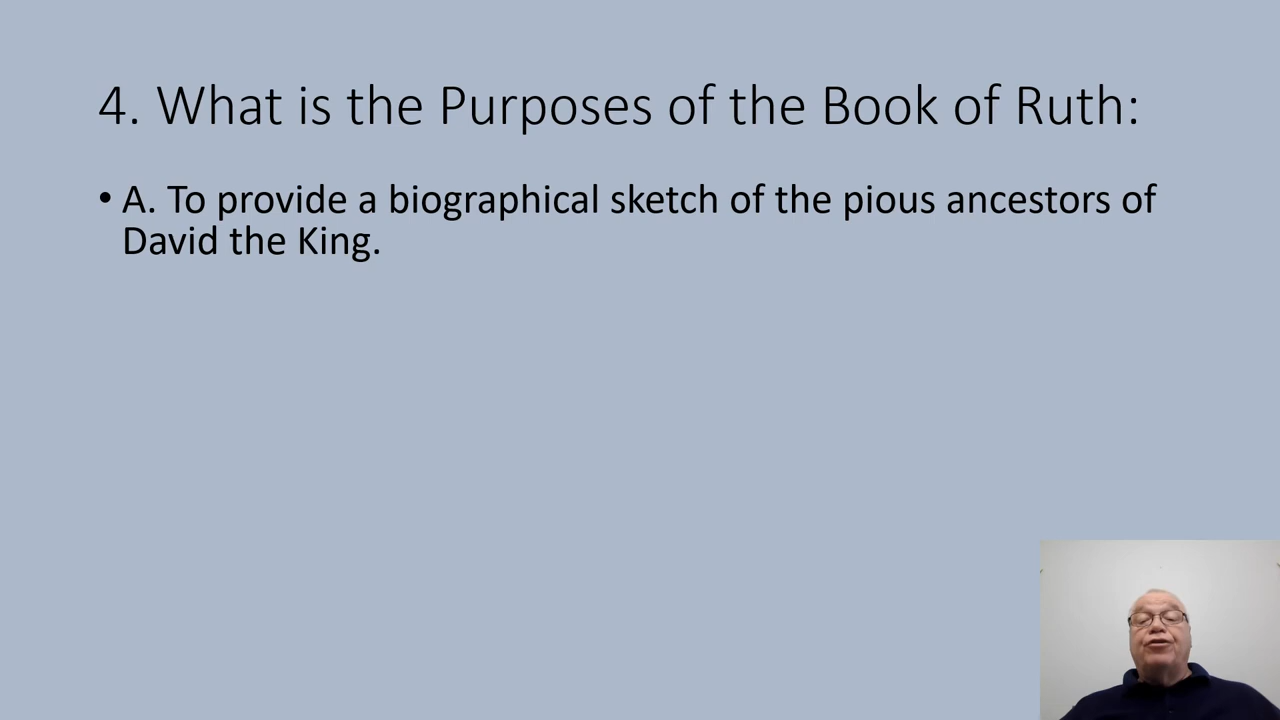 4. What is the Purposes of the Book of Ruth:
• A. To provide a biographical sketch of the pious ancestors of
David the King.